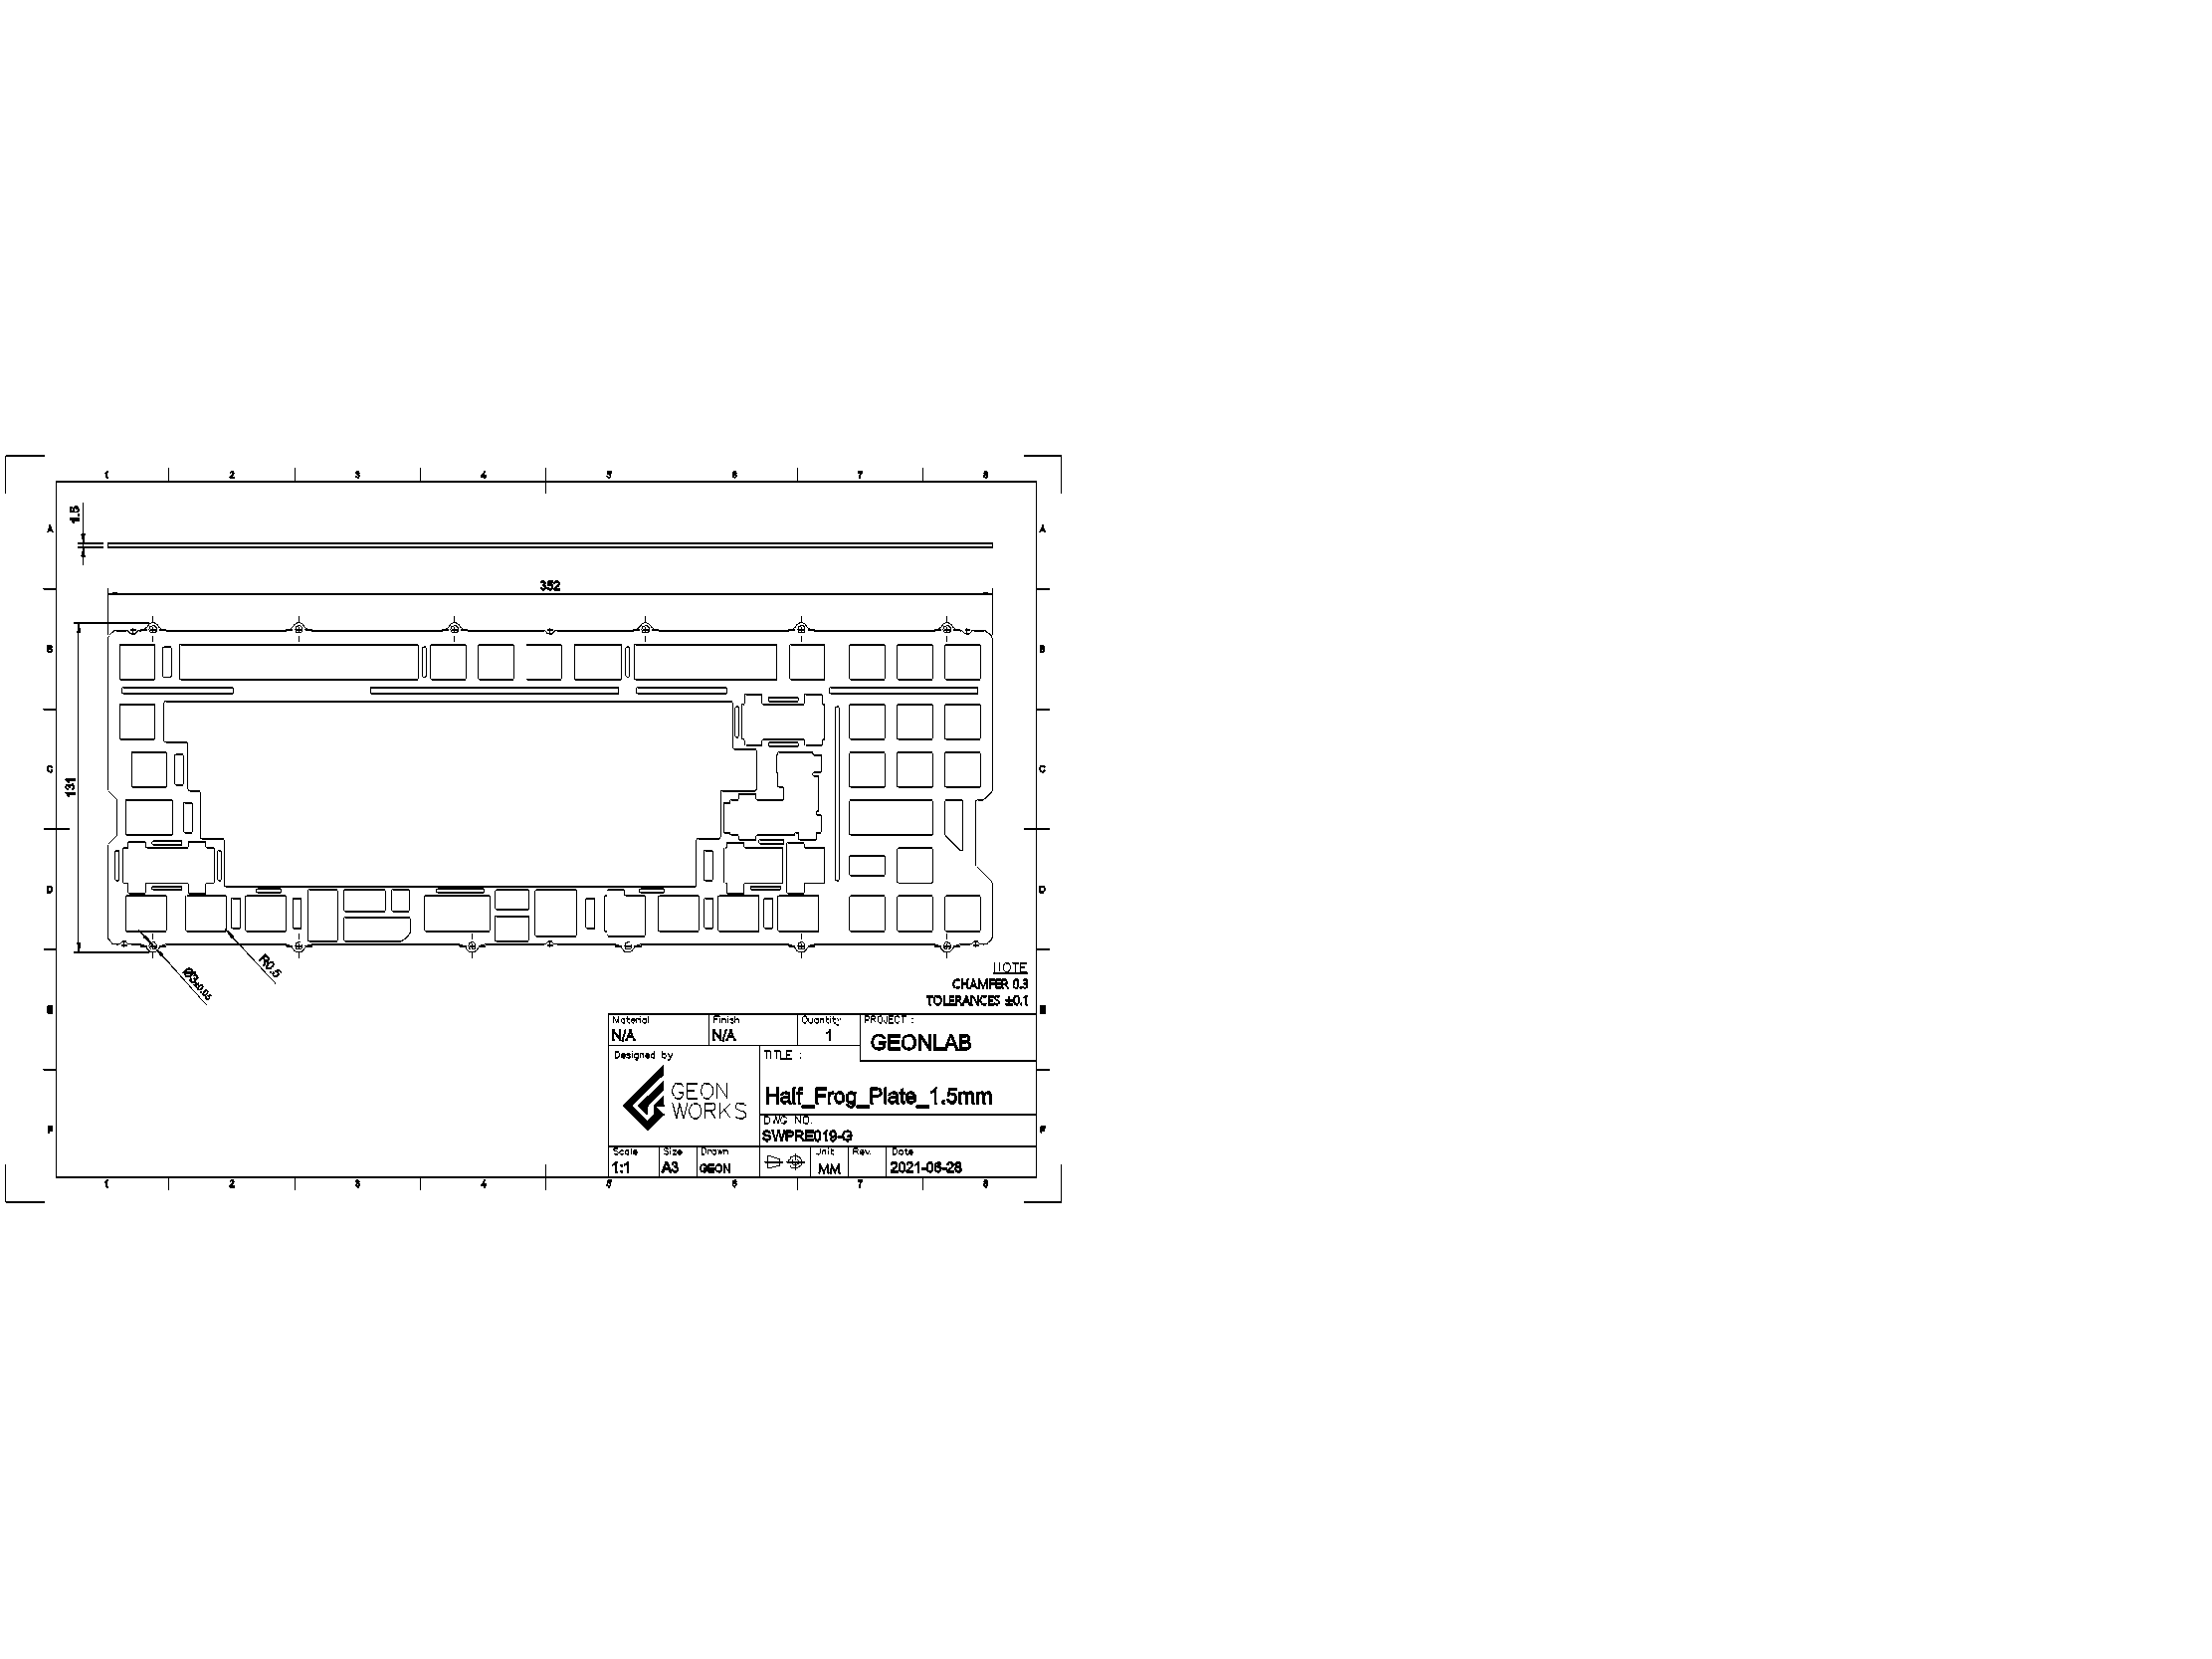 1 2 3 4 5 6 7 8
1.5
A A
352
B B
C C
131
D D
Ø3±0.05
R0.5
NOTE
CHAMFER 0.3
TOLERANCES ±0.1
E E
Material Finish Quantity PROJECT :
N/A N/A 1 GEONLAB
Designed by TITLE :
GEON
WORKS
Half_Frog_Plate_1.5mm
DWG NO.
SWPRE019-G
F F
Scale Size Drawn Unit Rev. Date
1:1 A3 GEON MM 2021-06-28
1 2 3 4 5 6 7 8